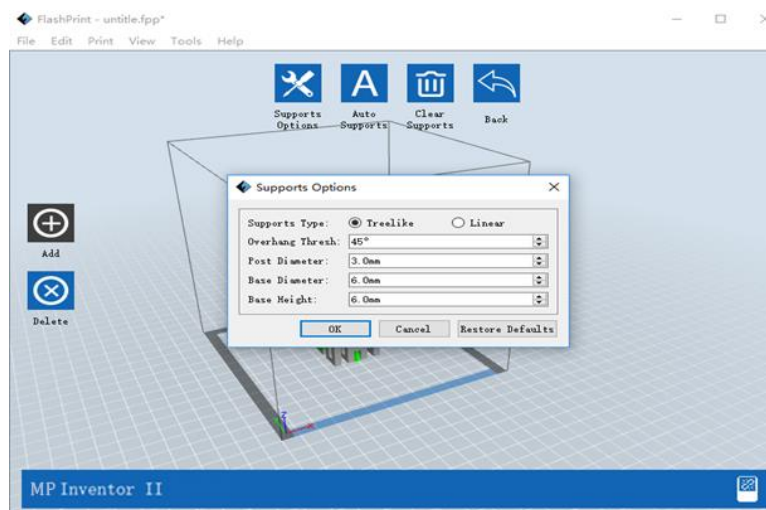 FlashPrint - untitle.fpp*
File Edit Print View Tools Help
Supports Options
Auto Supports
Clear Supports
Back
Add
Delete
Supports Options
Supports Type: Treelike Linear
Overhang Thresh: 45°
Post Diameter: 3.0mm
Base Diameter: 6.0mm
Base Height: 6.0mm
OK Cancel Restore Defaults
Z
MP Inventor II